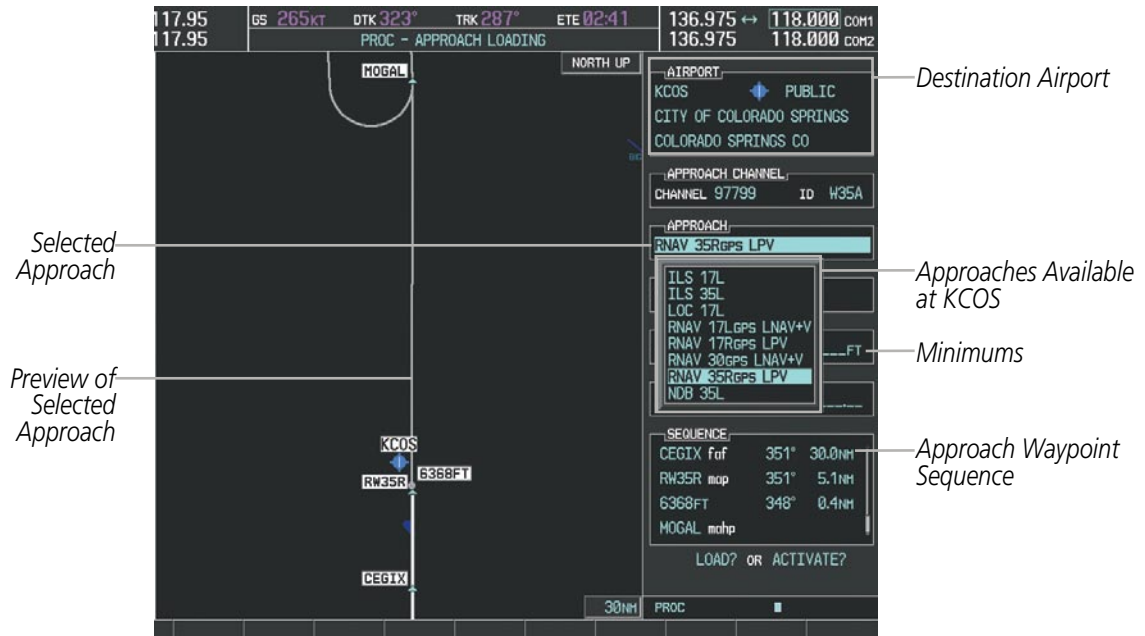 117.95
117.95
GS 265KT DTK 323° TRK 287° ETE 02:41
PROC - APPROACH LOADING
136.975 ↔ 118.000 COM1
136.975 118.000 COM2
MOGAL
NORTH UP
AIRPORT
KCOS PUBLIC
CITY OF COLORADO SPRINGS
COLORADO SPRINGS CO
Destination Airport
APPROACH CHANNEL
CHANNEL 97799 ID W35A
APPROACH
RNAV 35RGPS LPV
Selected
Approach
ILS 17L
ILS 35L
LOC 17L
RNAV 17LGPS LNAV+V
RNAV 17RGPS LPV
RNAV 30GPS LNAV+V
RNAV 35RGPS LPV
NDB 35L
Approaches Available
at KCOS
___FT
Minimums
Preview of
Selected
Approach
KCOS
RW35R
6368FT
CEGIX
SEQUENCE
CEGIX faf 351° 30.0NM
RW35R map 351° 5.1NM
6368FT 348° 0.4NM
MOGAL mahp
Approach Waypoint
Sequence
LOAD? OR ACTIVATE?
30NM
PROC